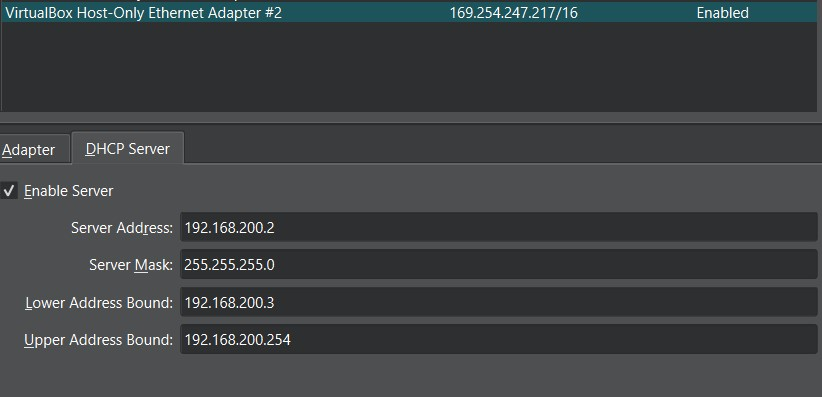 VirtualBox Host-Only Ethernet Adapter #2 169.254.247.217/16 Enabled
Adapter DHCP Server
Enable Server
Server Address: 192.168.200.2
Server Mask: 255.255.255.0
Lower Address Bound: 192.168.200.3
Upper Address Bound: 192.168.200.254